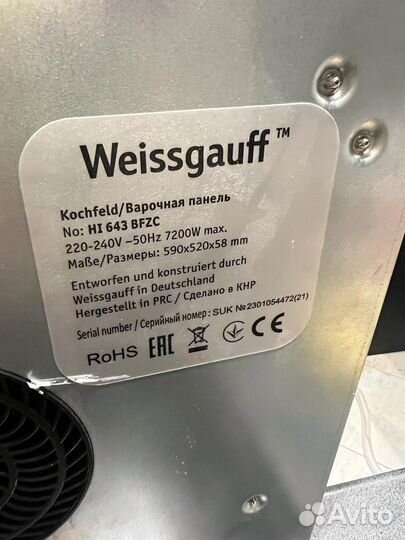 Weissgauff™
Kochfeld/Варочная панель
No: HI 643 BFZC
220-240V ~50Hz 7200W max.
Maße/Размеры: 590x520x58 mm
Entworfen und konstruiert durch
Weissgauff in Deutschland
Hergestellt in PRC / Сделано в КНР
Serial number / Серийный номер: SUK №2301054472(21)
RoHS EAC CE
Avito